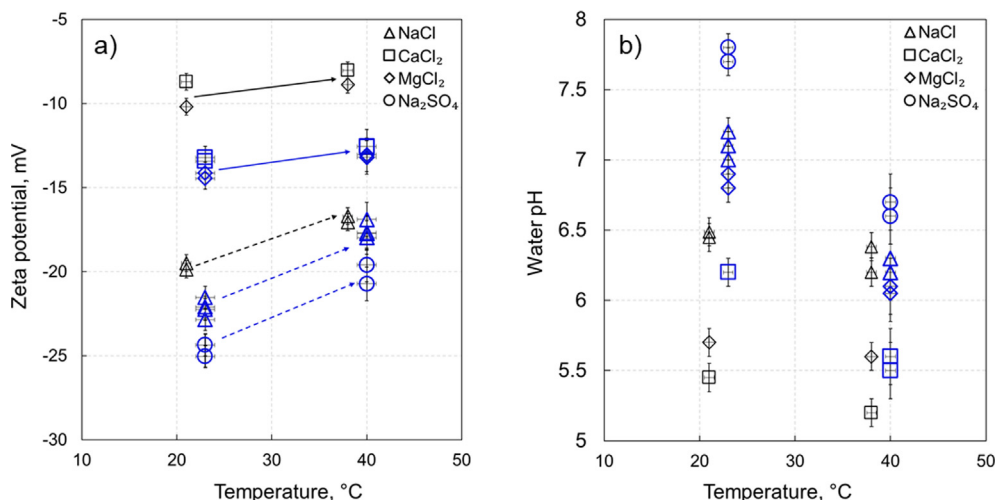 a)
NaCl
CaCl₂
MgCl₂
Na₂SO₄
Zeta potential, mV
-5
-10
-15
-20
-25
-30
10
20
30
40
50
Temperature, °C
b)
NaCl
CaCl₂
MgCl₂
Na₂SO₄
Water pH
8
7.5
7
6.5
6
5.5
5
10
20
30
40
50
Temperature, °C